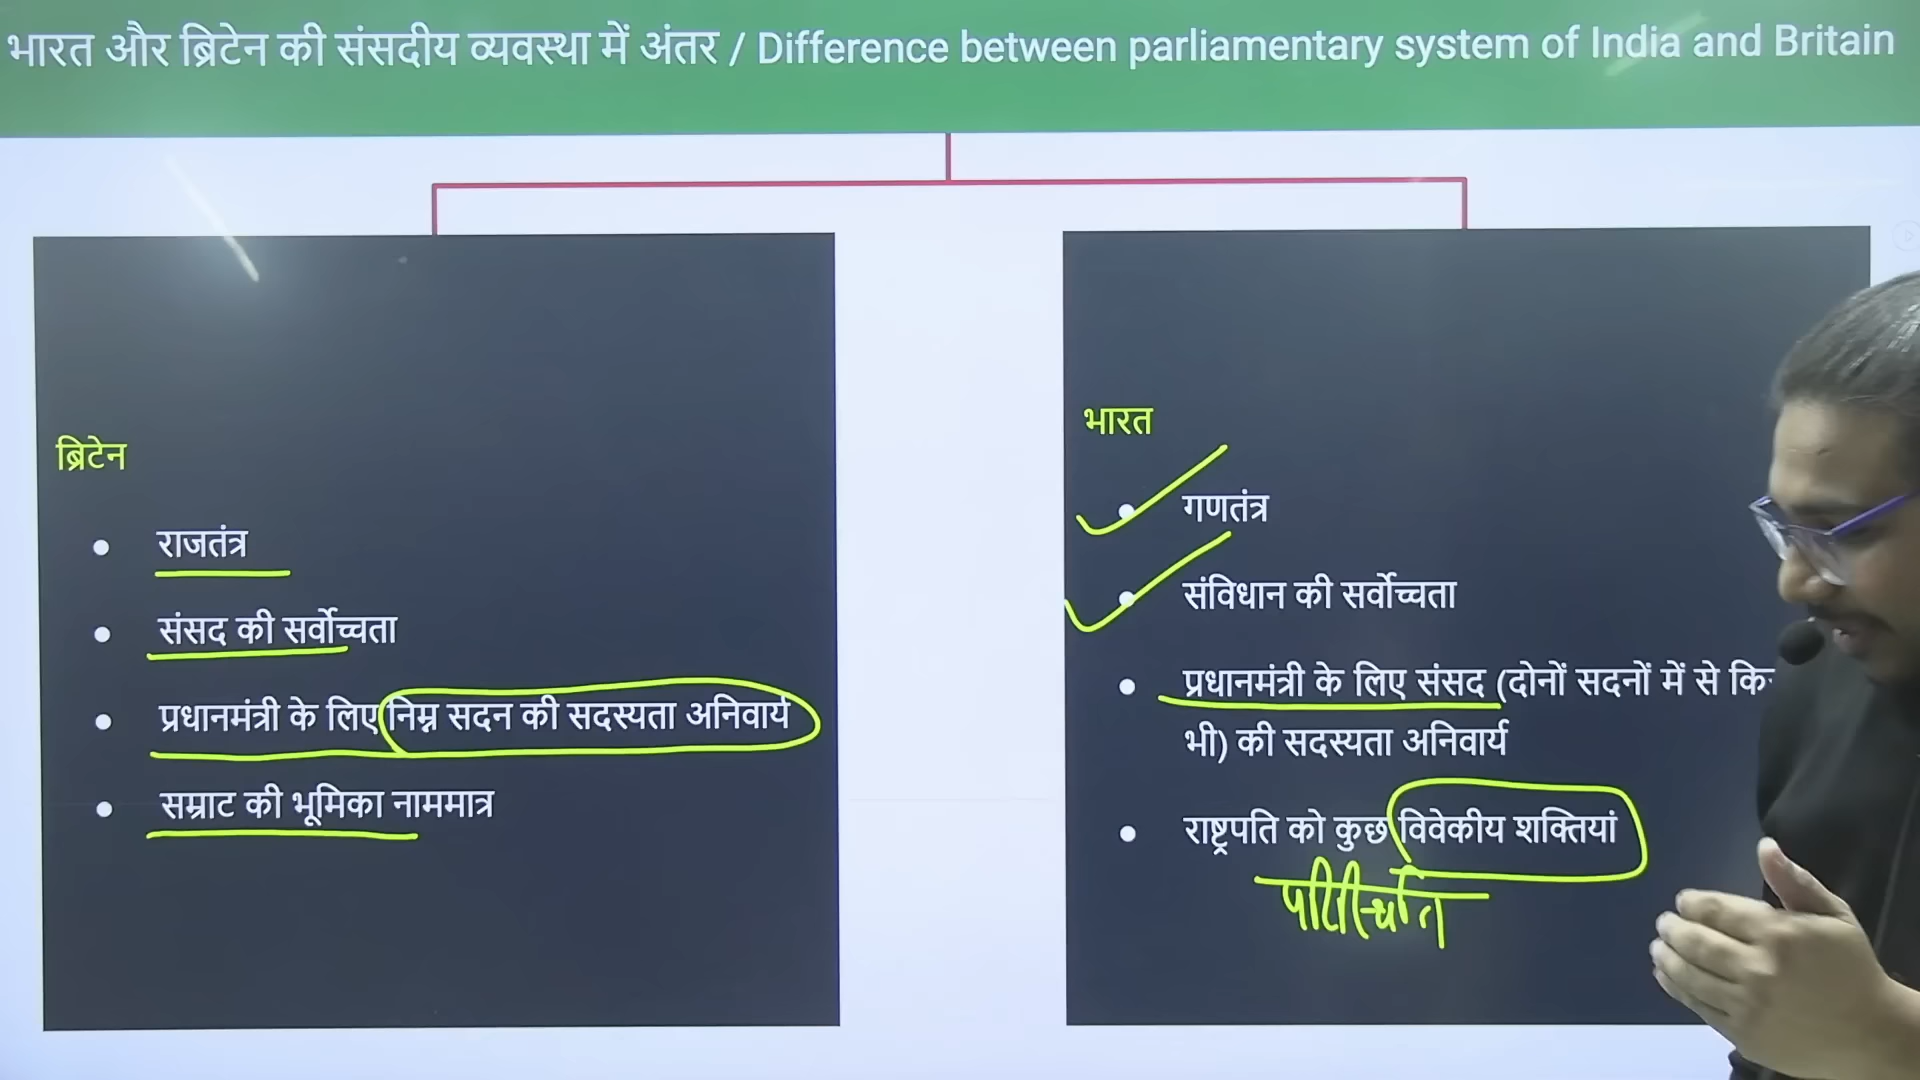 भारत और ब्रिटेन की संसदीय व्यवस्था में अंतर / Difference between parliamentary system of India and Britain
ब्रिटेन
राजतंत्र
संसद की सर्वोच्चता
प्रधानमंत्री के लिए निम्न सदन की सदस्यता अनिवार्य
सम्राट की भूमिका नाममात्र
भारत
गणतंत्र
संविधान की सर्वोच्चता
प्रधानमंत्री के लिए संसद (दोनों सदनों में से
भी) की सदस्यता अनिवार्य
राष्ट्रपति को कुछ विवेकीय शक्तियां